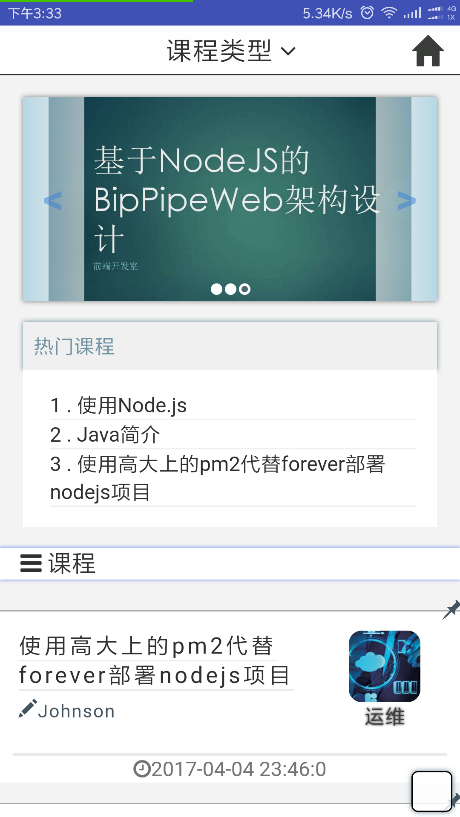 下午3:33
5.34K/s
4G
1X
课程类型
基于NodeJS的
BipPipeWeb架构设
计
前端开发室
< >
热门课程
1 . 使用Node.js
2 . Java简介
3 . 使用高大上的pm2代替forever部署
nodejs项目
课程
使用高大上的pm2代替
forever部署nodejs项目
Johnson
运维
2017-04-04 23:46:0